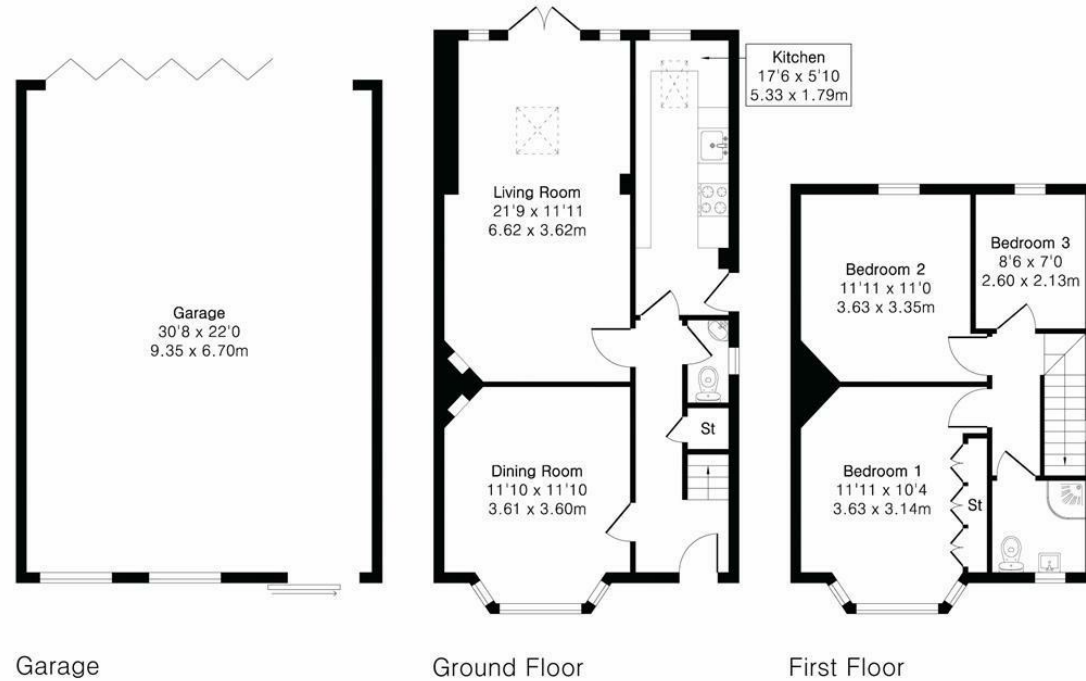 Kitchen
17'6 x 5'10
5.33 x 1.79m
Living Room
21'9 x 11'11
6.62 x 3.62m
Bedroom 3
8'6 x 7'0
2.60 x 2.13m
Bedroom 2
11'11 x 11'0
3.63 x 3.35m
Garage
30'8 x 22'0
9.35 x 6.70m
St
Dining Room
11'10 x 11'10
3.61 x 3.60m
Bedroom 1
11'11 x 10'4
3.63 x 3.14m
St
Garage
Ground Floor
First Floor